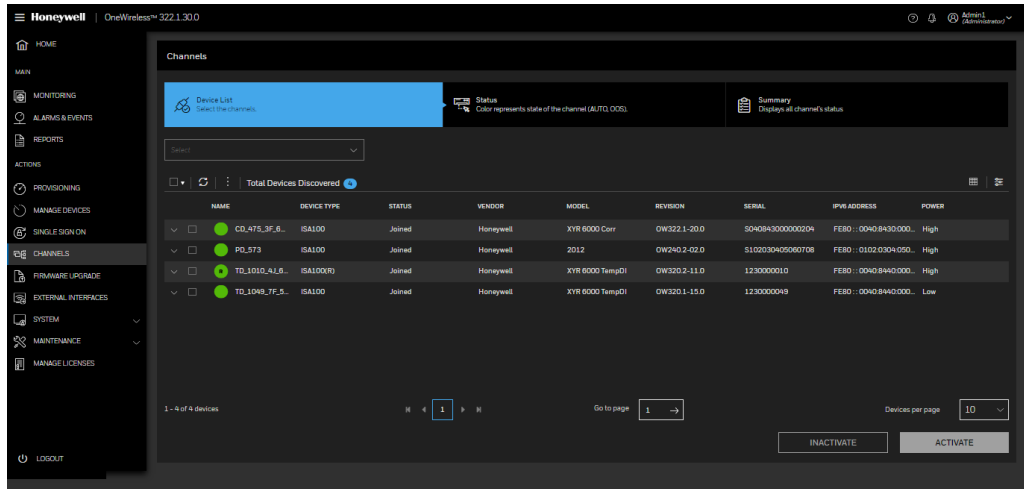 Honeywell | OneWireless™ 322.1.30.0
Admin1
(Administrator)
HOME
MAIN
MONITORING
ALARMS & EVENTS
REPORTS
ACTIONS
PROVISIONING
MANAGE DEVICES
SINGLE SIGN ON
CHANNELS
FIRMWARE UPGRADE
EXTERNAL INTERFACES
SYSTEM
MAINTENANCE
MANAGE LICENSES
LOGOUT
Channels
Device List
Select the channels.
Status
Color represents state of the channel (AUTO, OOS).
Summary
Displays all channel's status
Select
Total Devices Discovered 4
NAME DEVICE TYPE STATUS VENDOR MODEL REVISION SERIAL IPV6 ADDRESS POWER
CD_475_3F_6... ISA100 Joined Honeywell XYR 6000 Corr OW322.1-20.0 S040843000000204 FE80 : : 0040:8430:000... High
PD_573 ISA100 Joined Honeywell 2012 OW240.2-02.0 S102030405060708 FE80 : : 0102:0304:050... High
R TD_1010_4J_6... ISA100(R) Joined Honeywell XYR 6000 TempDI OW320.2-11.0 1230000010 FE80 : : 0040:8440:000... High
TD_1049_7F_5... ISA100 Joined Honeywell XYR 6000 TempDI OW320.1-15.0 1230000049 FE80 : : 0040:8440:000... Low
1 - 4 of 4 devices
1
Go to page 1
Devices per page 10
INACTIVATE
ACTIVATE